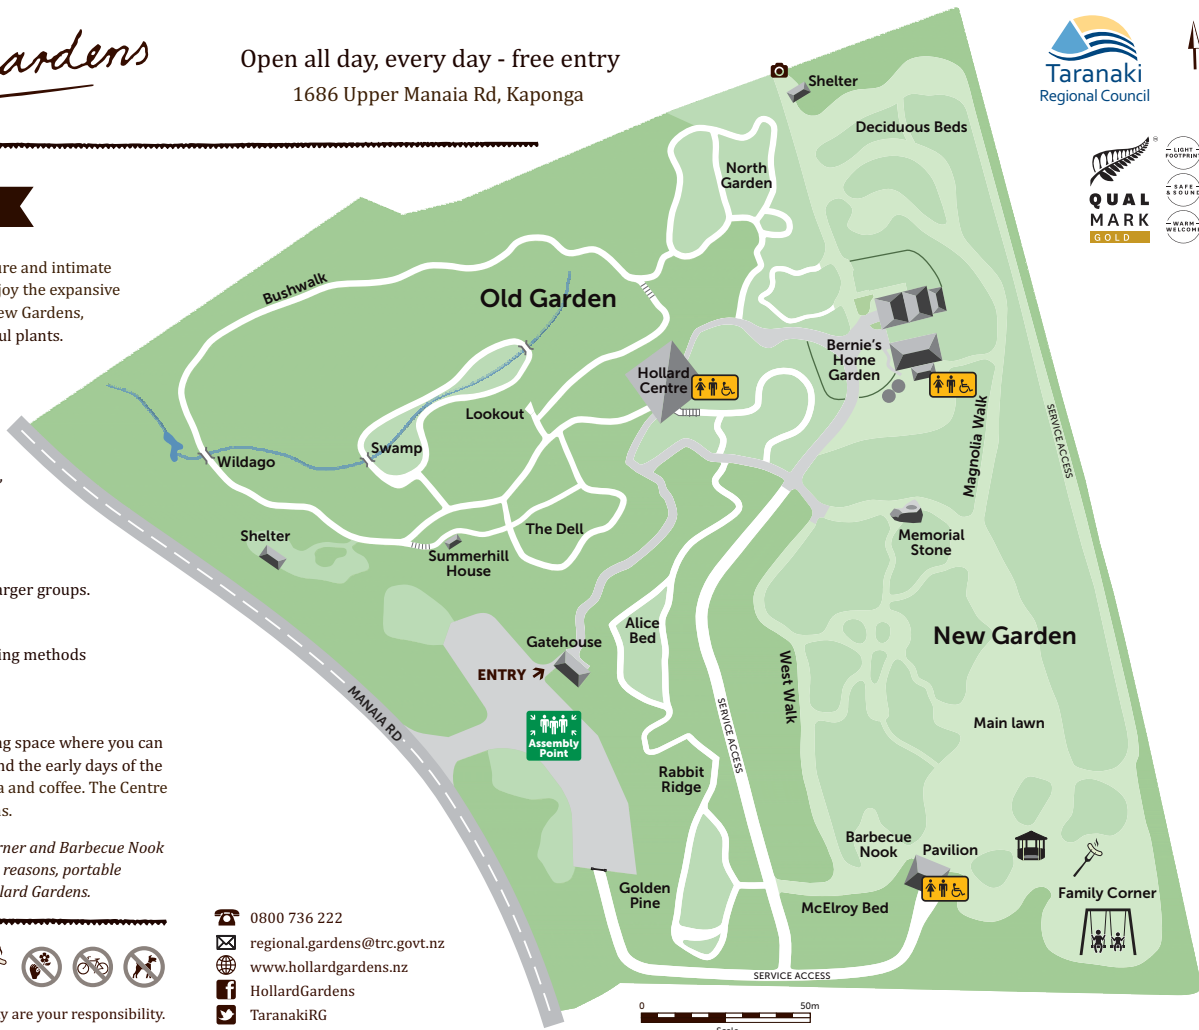 ardens
Open all day, every day - free entry
1686 Upper Manaia Rd, Kaponga
Taranaki
Regional Council
QUAL
MARK
GOLD
LIGHT
FOOTPRINT
SAFE
& SOUND
WARM
WELCOME
ure and intimate
joy the expansive
ew Gardens,
ul plants.
arger groups.
ing methods
ng space where you can
nd the early days of the
a and coffee. The Centre
ns.
rner and Barbecue Nook
reasons, portable
llard Gardens.
y are your responsibility.
0800 736 222
regional.gardens@trc.govt.nz
www.hollardgardens.nz
HollardGardens
TaranakiRG
Shelter
Deciduous Beds
North
Garden
Bushwalk
Old Garden
Bernie's
Home
Garden
Hollard
Centre
Lookout
Swamp
Wildago
Magnolia Walk
SERVICE ACCESS
Shelter
The Dell
Summerhill
House
Memorial
Stone
Gatehouse
ENTRY
Alice
Bed
New Garden
MANAIA RD
Assembly
Point
West Walk
SERVICE ACCESS
Main lawn
Rabbit
Ridge
Barbecue
Nook
Pavilion
Golden
Pine
McElroy Bed
Family Corner
SERVICE ACCESS
0 50m
Scale